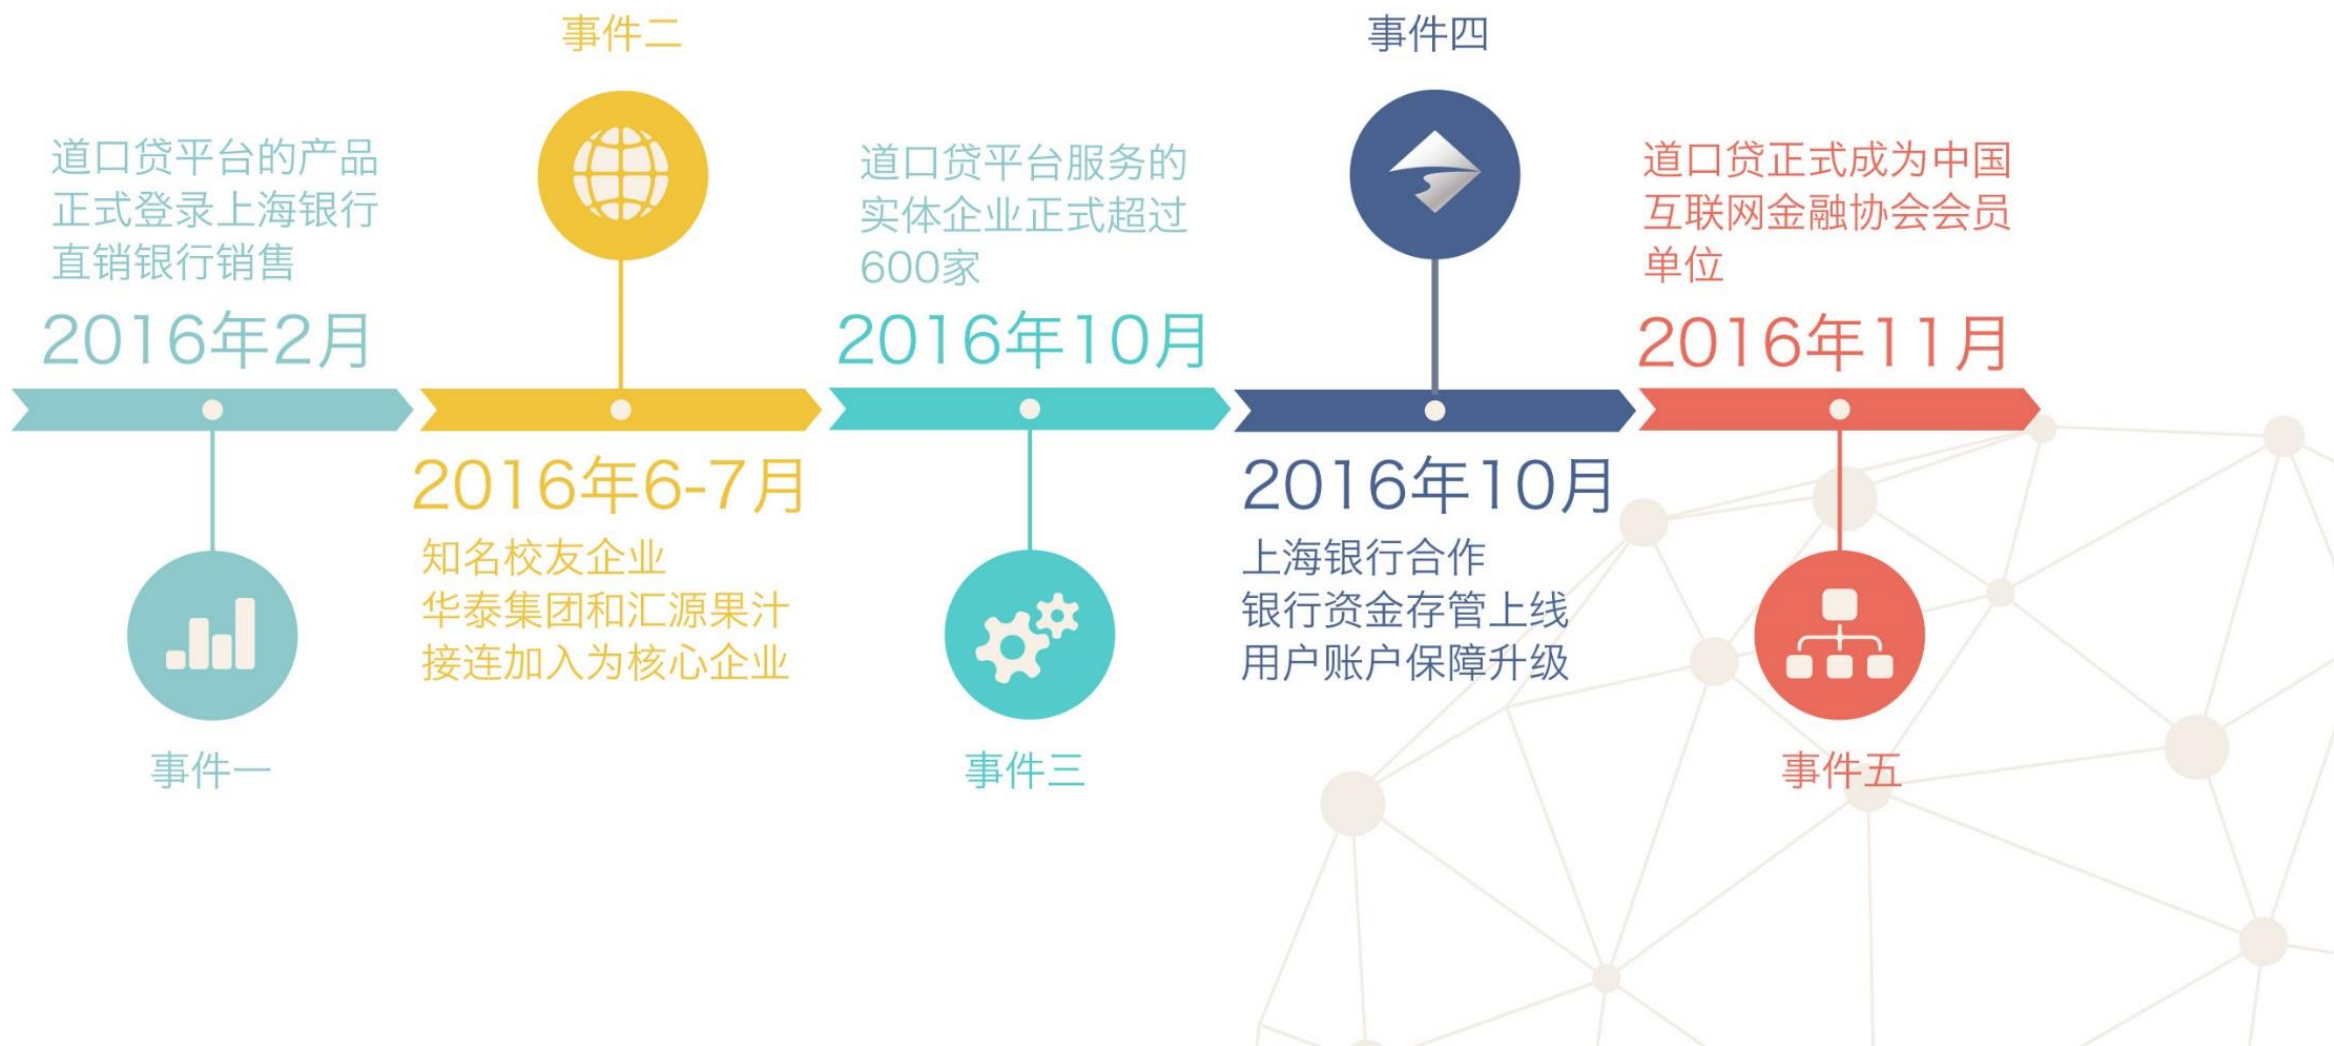 道口贷平台的产品
正式登录上海银行
直销银行销售
2016年2月
事件一
事件二
2016年6-7月
知名校友企业
华泰集团和汇源果汁
接连加入为核心企业
道口贷平台服务的
实体企业正式超过
600家
2016年10月
事件三
事件四
2016年10月
上海银行合作
银行资金存管上线
用户账户保障升级
道口贷正式成为中国
互联网金融协会会员
单位
2016年11月
事件五